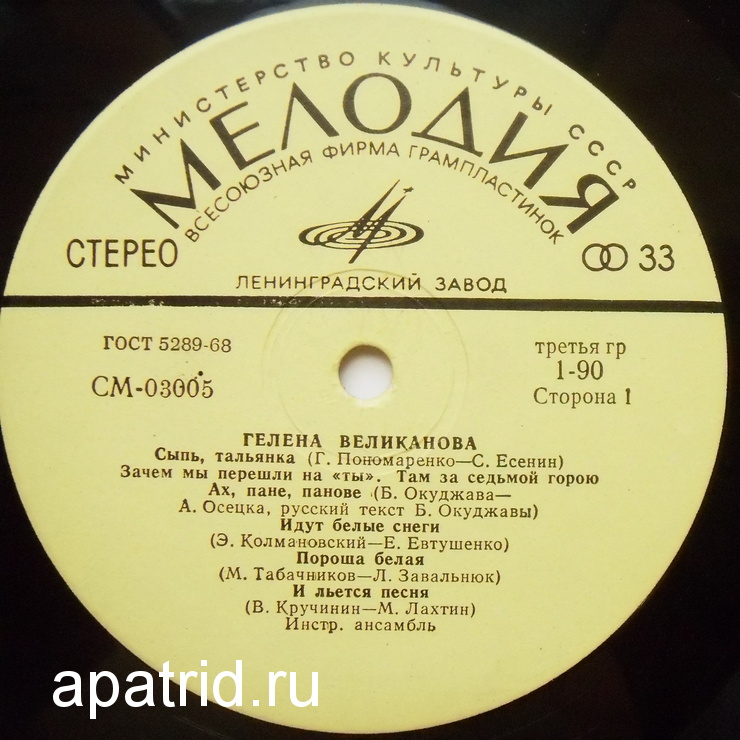 МИНИСТЕРСТВО КУЛЬТУРЫ СССР
МЕЛОДИЯ
ВСЕСОЮЗНАЯ ФИРМА ГРАМПЛАСТИНОК
СТЕРЕО
33
ЛЕНИНГРАДСКИЙ ЗАВОД
ГОСТ 5289-68
третья гр
СМ-03005
1-90
Сторона 1
ГЕЛЕНА ВЕЛИКАНОВА
Сыпь, тальянка (Г. Пономаренко—С. Есенин)
Зачем мы перешли на «ты». Там за седьмой горою
Ах, пане, панове (Б. Окуджава—
А. Осецка, русский текст Б. Окуджавы)
Идут белые снеги
(Э. Колмановский—Е. Евтушенко)
Пороша белая
(М. Табачников—Л. Завальнюк)
И льется песня
(В. Кручинин—М. Лахтин)
Инстр. ансамбль
apatrid.ru